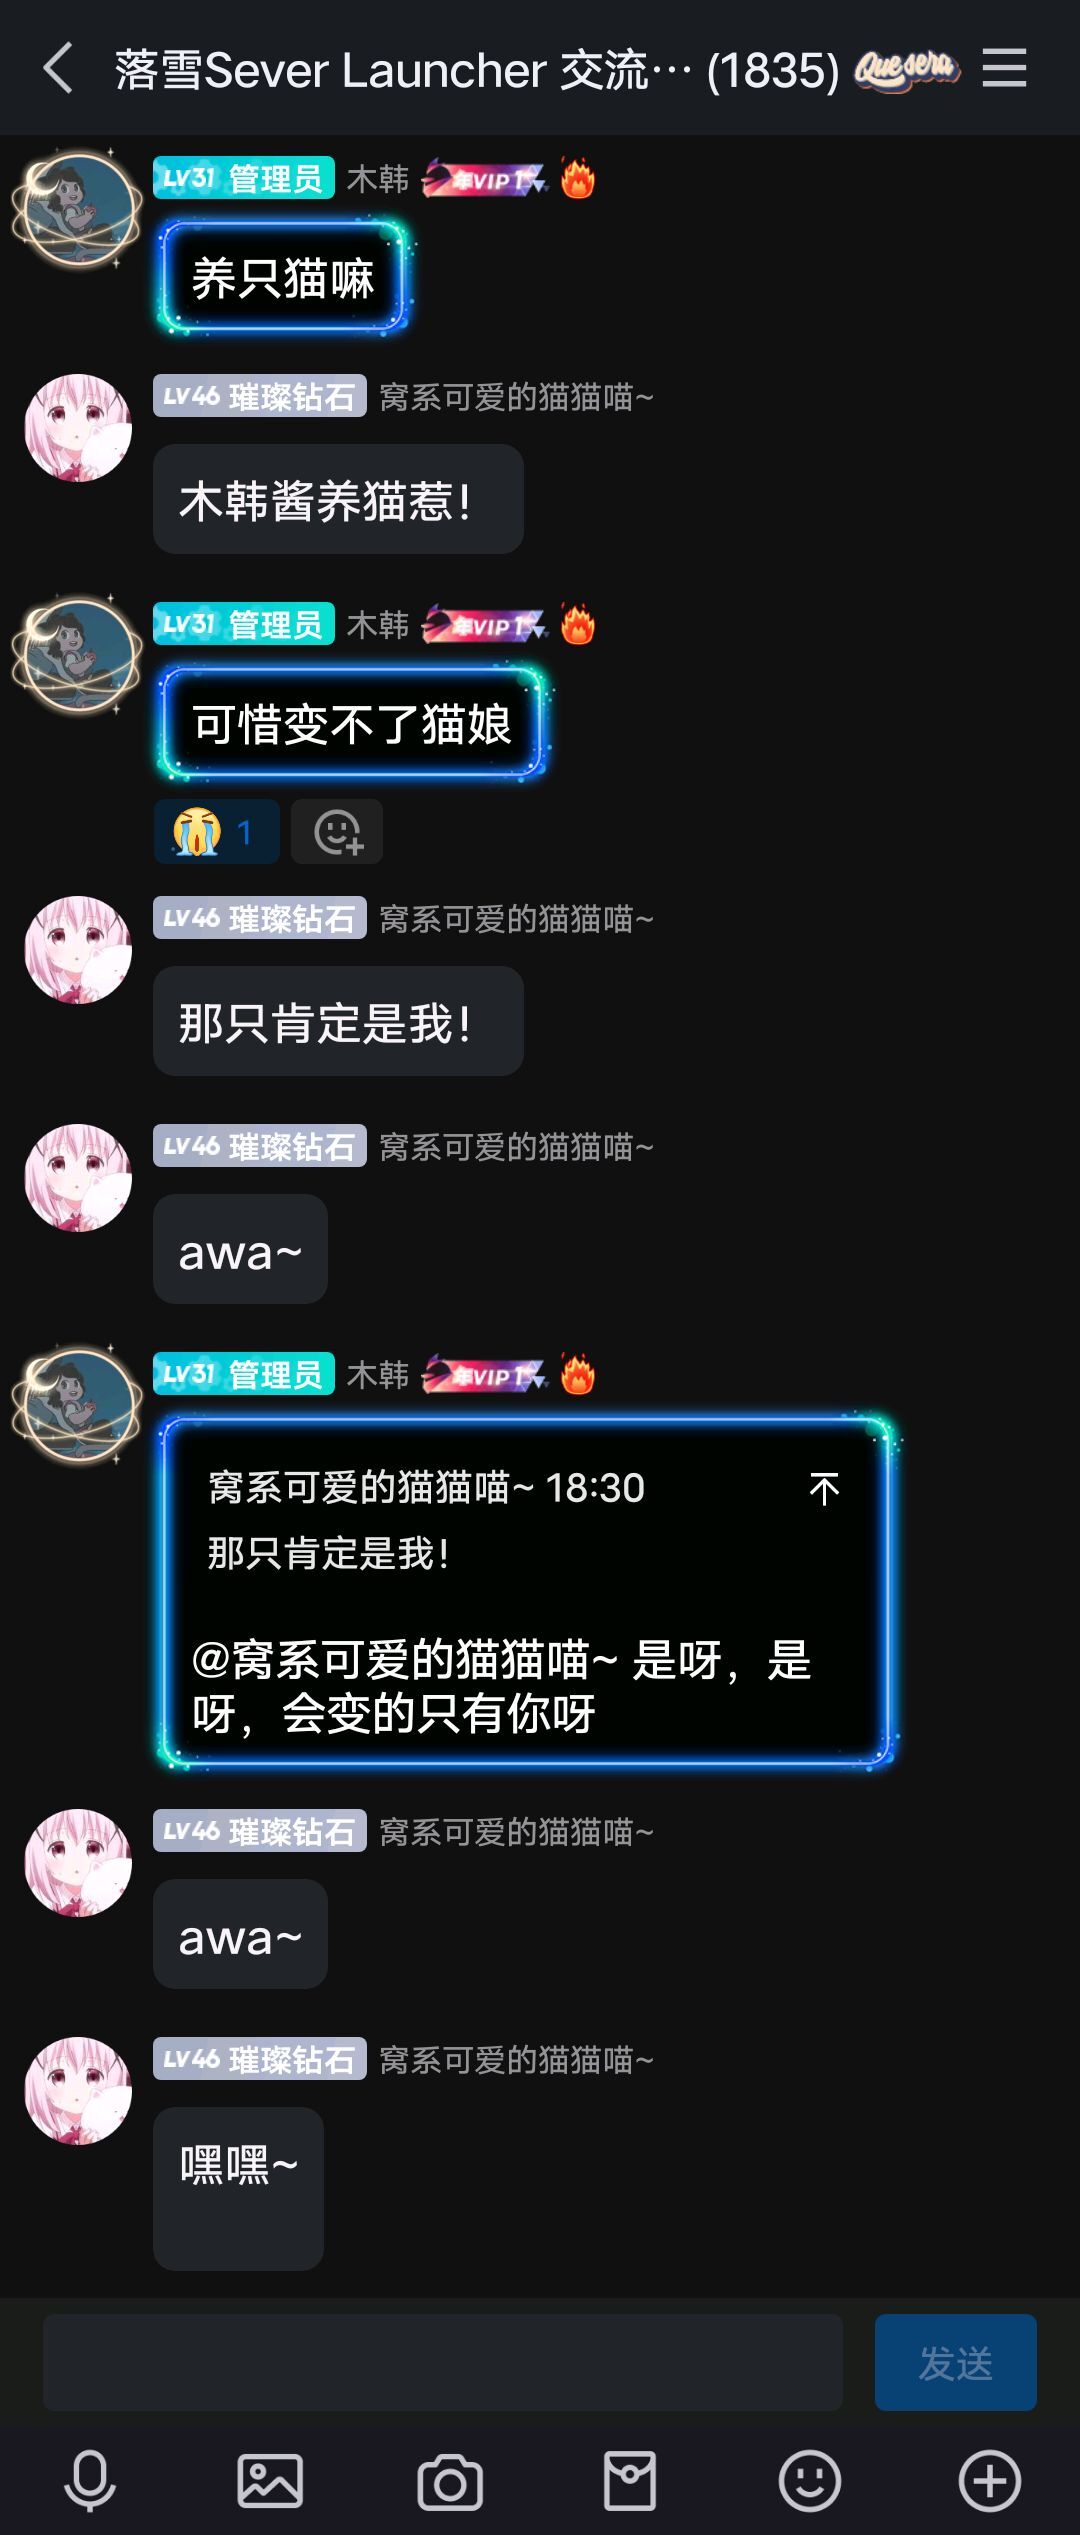 落雪Sever Launcher 交流… (1835) Que sera
LV31 管理员 木韩 年VIP 1
养只猫嘛
LV46 璀璨钻石 窝系可爱的猫猫喵~
木韩酱养猫惹！
LV31 管理员 木韩 年VIP 1
可惜变不了猫娘
1
LV46 璀璨钻石 窝系可爱的猫猫喵~
那只肯定是我！
LV46 璀璨钻石 窝系可爱的猫猫喵~
awa~
LV31 管理员 木韩 年VIP 1
窝系可爱的猫猫喵~ 18:30
那只肯定是我！
@窝系可爱的猫猫喵~ 是呀，是
呀，会变的只有你呀
LV46 璀璨钻石 窝系可爱的猫猫喵~
awa~
LV46 璀璨钻石 窝系可爱的猫猫喵~
嘿嘿~
发送